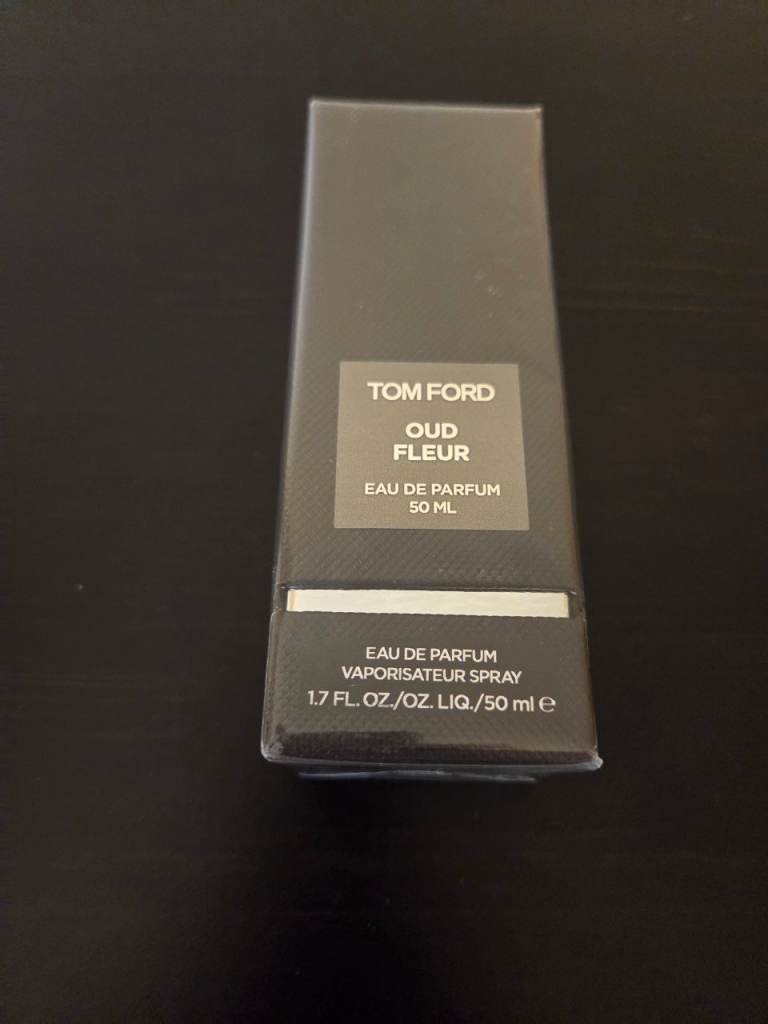 TOM FORD
OUD
FLEUR
EAU DE PARFUM
50 ML
EAU DE PARFUM
VAPORISATEUR SPRAY
1.7 FL. OZ./OZ. LIQ./50 ml ℮